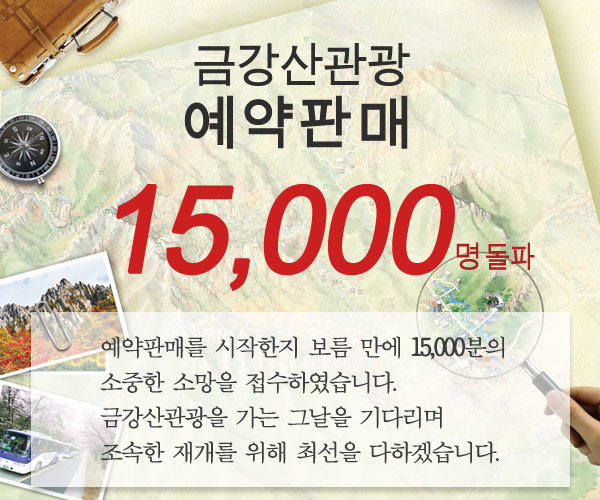 금강산관광
예약판매
15,000명 돌파
예약판매를 시작한지 보름 만에 15,000분의
소중한 소망을 접수하였습니다.
금강산관광을 가는 그날을 기다리며
조속한 재개를 위해 최선을 다하겠습니다.